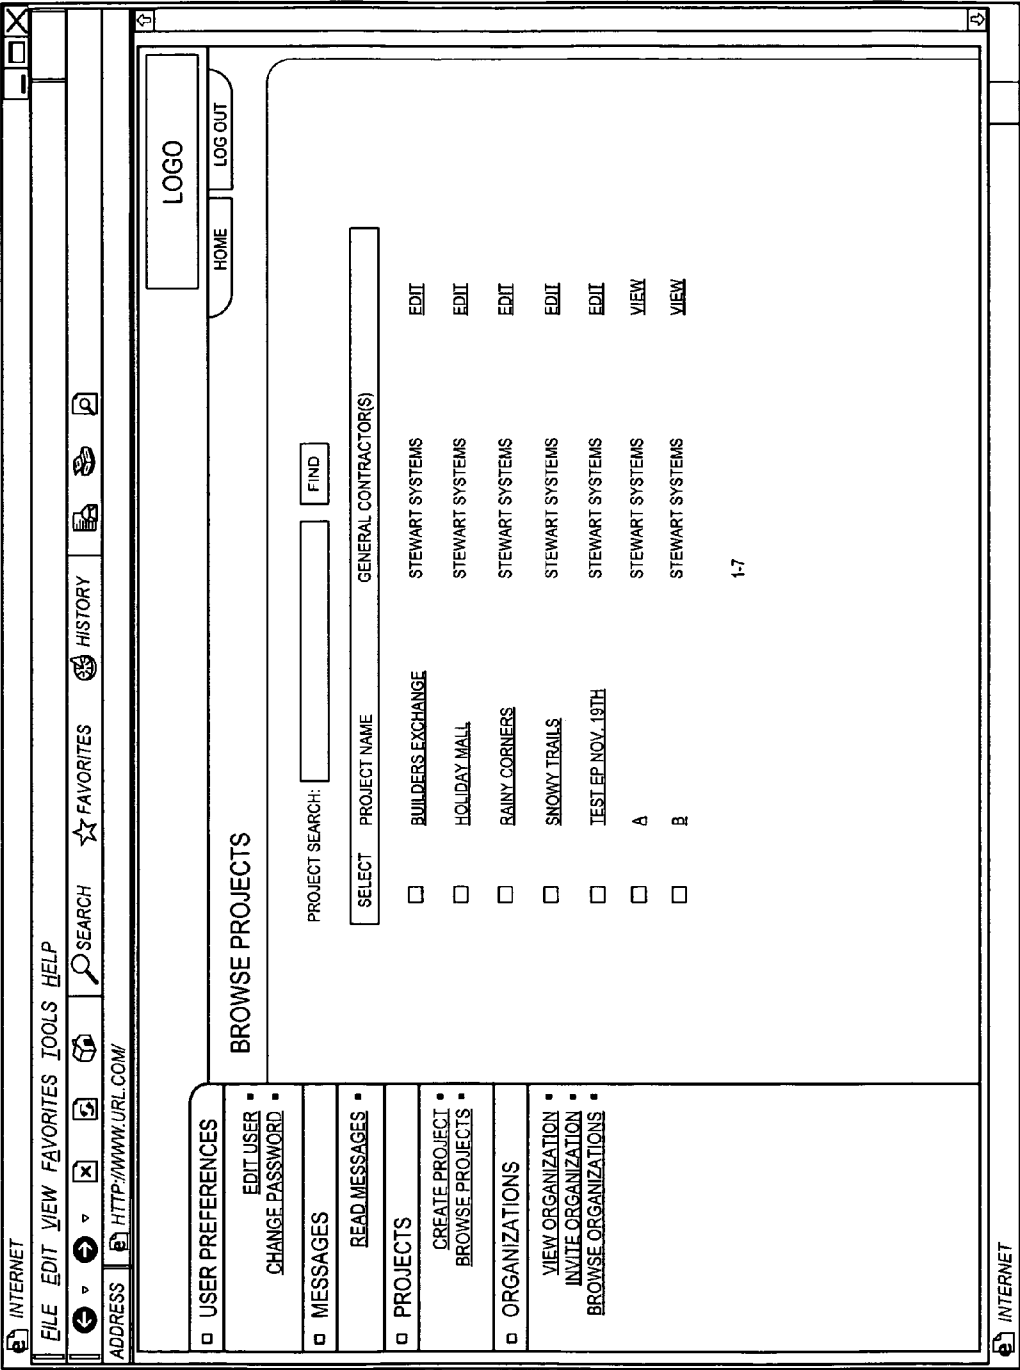 INTERNET
FILE EDIT VIEW FAVORITES TOOLS HELP
SEARCH FAVORITES HISTORY
ADDRESS HTTP://WWW.URL.COM/
LOGO
HOME LOG OUT
USER PREFERENCES
EDIT USER
CHANGE PASSWORD
MESSAGES
READ MESSAGES
PROJECTS
CREATE PROJECT
BROWSE PROJECTS
ORGANIZATIONS
VIEW ORGANIZATION
INVITE ORGANIZATION
BROWSE ORGANIZATIONS
BROWSE PROJECTS
PROJECT SEARCH: FIND
SELECT PROJECT NAME GENERAL CONTRACTOR(S)
BUILDERS EXCHANGE STEWART SYSTEMS EDIT
HOLIDAY MALL STEWART SYSTEMS EDIT
RAINY CORNERS STEWART SYSTEMS EDIT
SNOWY TRAILS STEWART SYSTEMS EDIT
TEST EP NOV. 19TH STEWART SYSTEMS EDIT
A STEWART SYSTEMS VIEW
B STEWART SYSTEMS VIEW
1-7
INTERNET